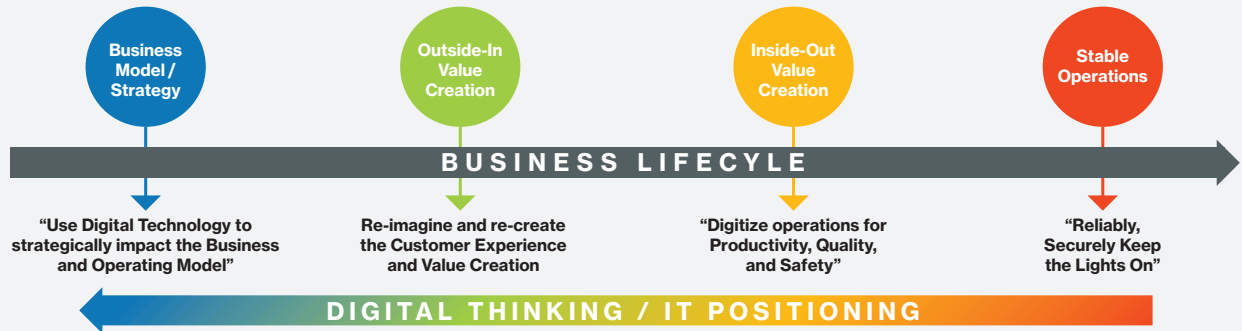 Business
Model /
Strategy
Outside-In
Value
Creation
Inside-Out
Value
Creation
Stable
Operations
BUSINESS LIFECYLE
“Use Digital Technology to
strategically impact the Business
and Operating Model”
Re-imagine and re-create
the Customer Experience
and Value Creation
“Digitize operations for
Productivity, Quality,
and Safety”
“Reliably,
Securely Keep
the Lights On”
DIGITAL THINKING / IT POSITIONING